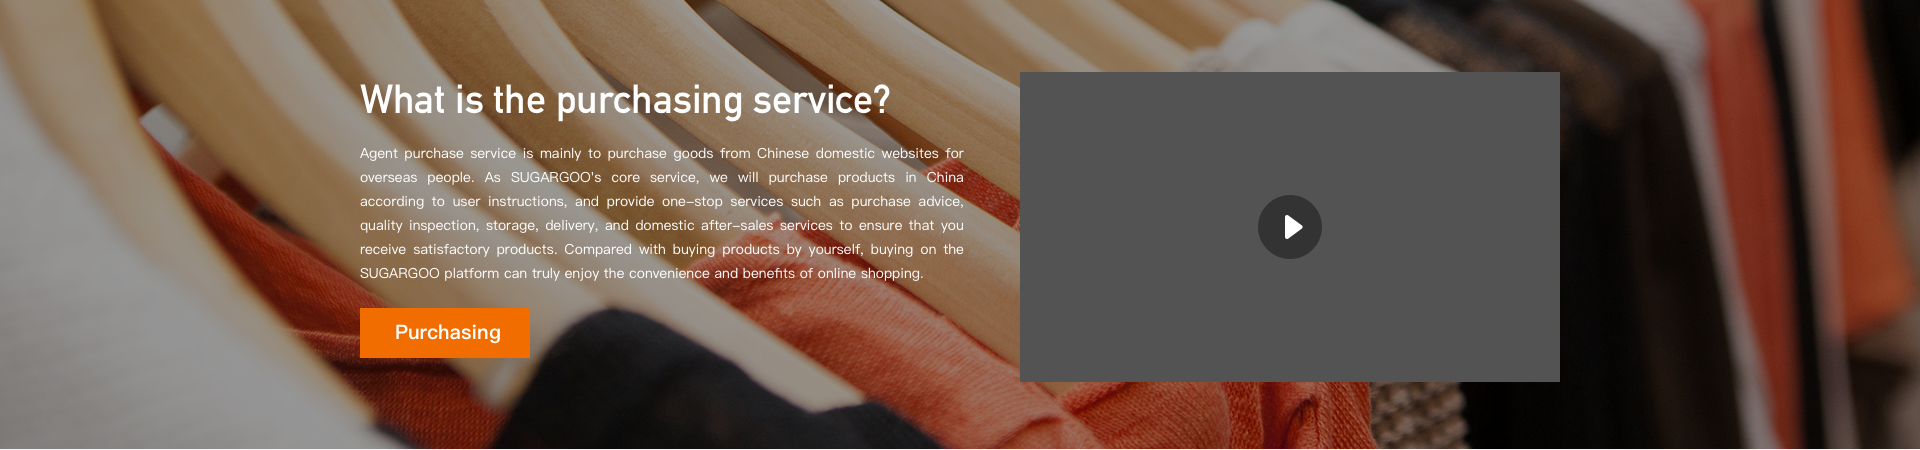 What is the purchasing service?
Agent purchase service is mainly to purchase goods from Chinese domestic websites for
overseas people. As SUGARGOO's core service, we will purchase products in China
according to user instructions, and provide one-stop services such as purchase advice,
quality inspection, storage, delivery, and domestic after-sales services to ensure that you
receive satisfactory products. Compared with buying products by yourself, buying on the
SUGARGOO platform can truly enjoy the convenience and benefits of online shopping.
Purchasing